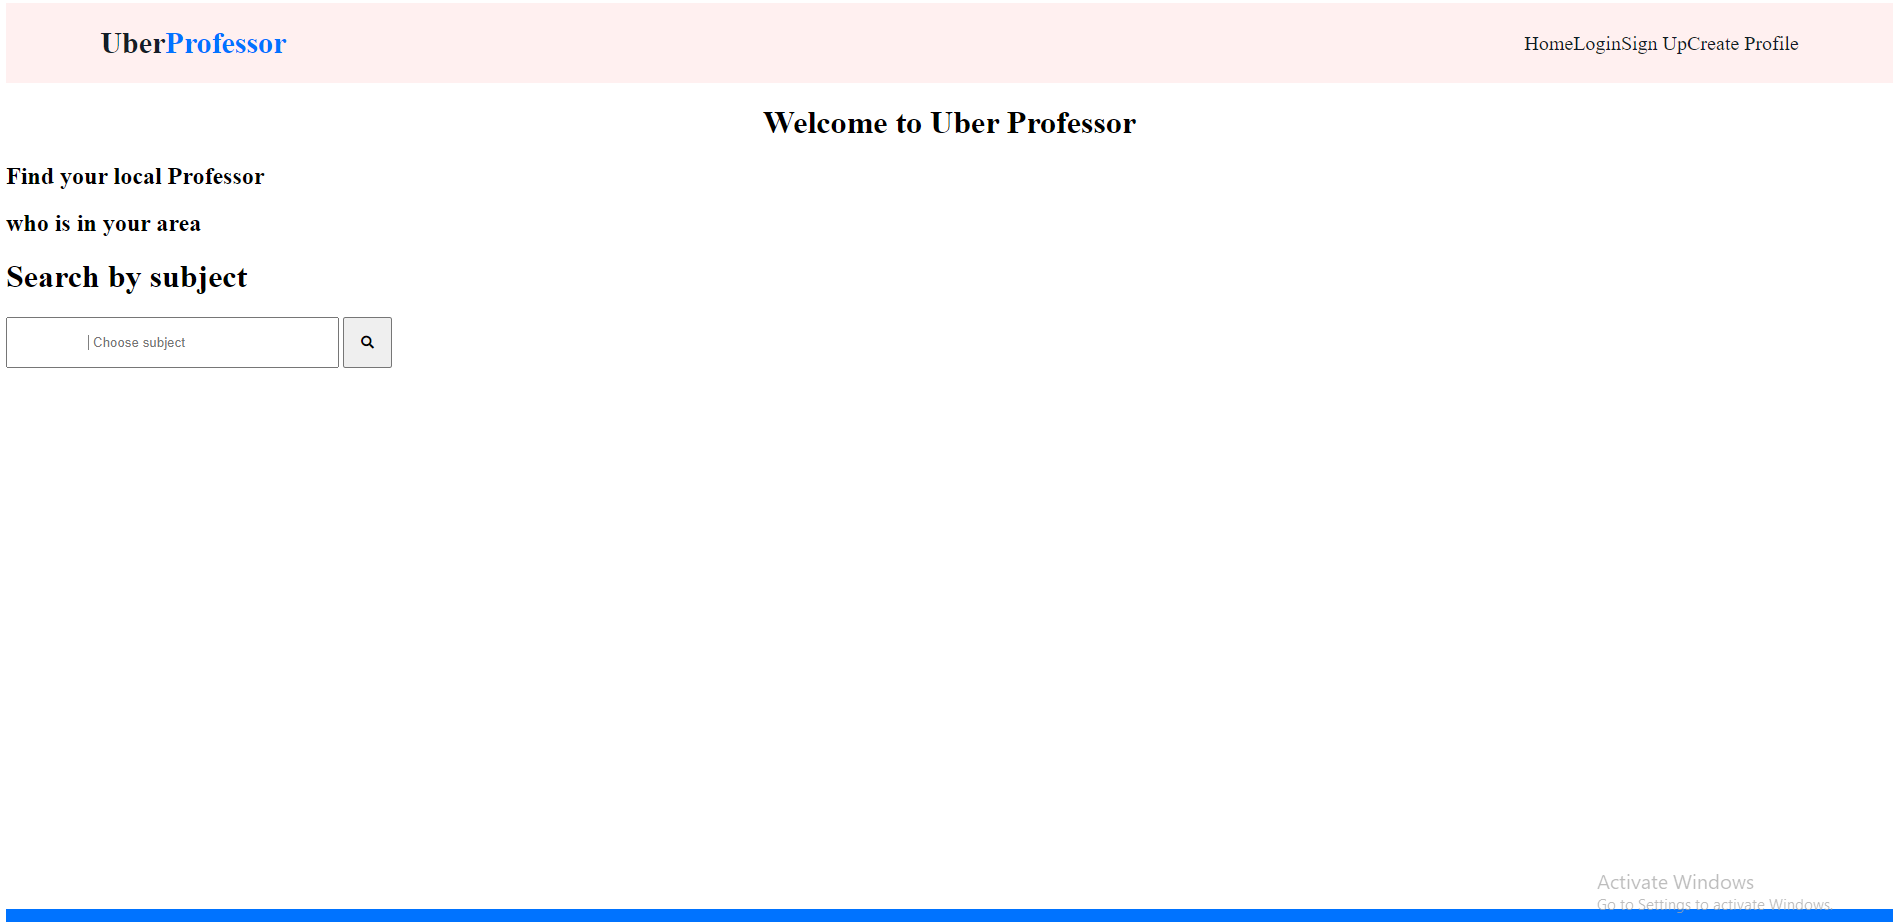 UberProfessor
HomeLoginSign UpCreate Profile
Welcome to Uber Professor
Find your local Professor
who is in your area
Search by subject
| Choose subject
Activate Windows
Go to Settings to activate Windows.